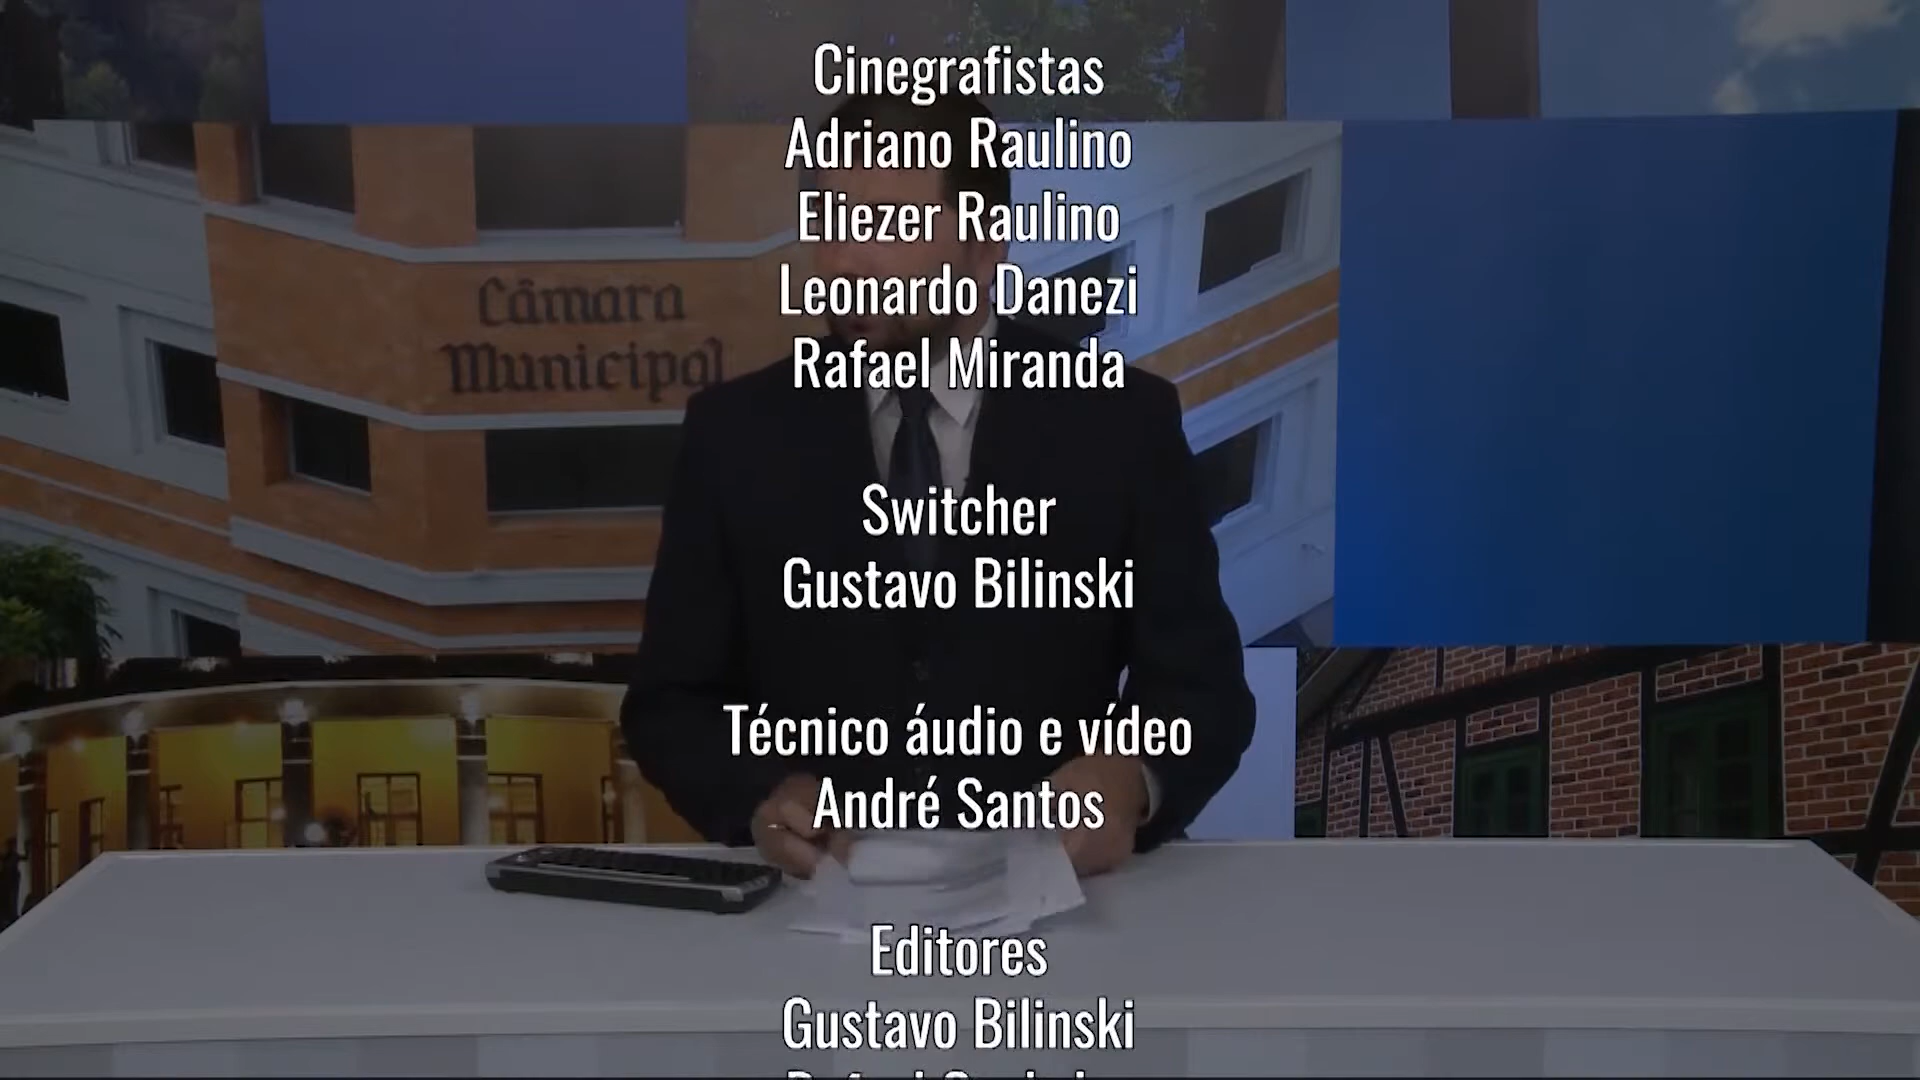 Cinegrafistas
Adriano Raulino
Eliezer Raulino
Leonardo Danezi
Rafael Miranda
Câmara
Municipal
Switcher
Gustavo Bilinski
Técnico áudio e vídeo
André Santos
Editores
Gustavo Bilinski